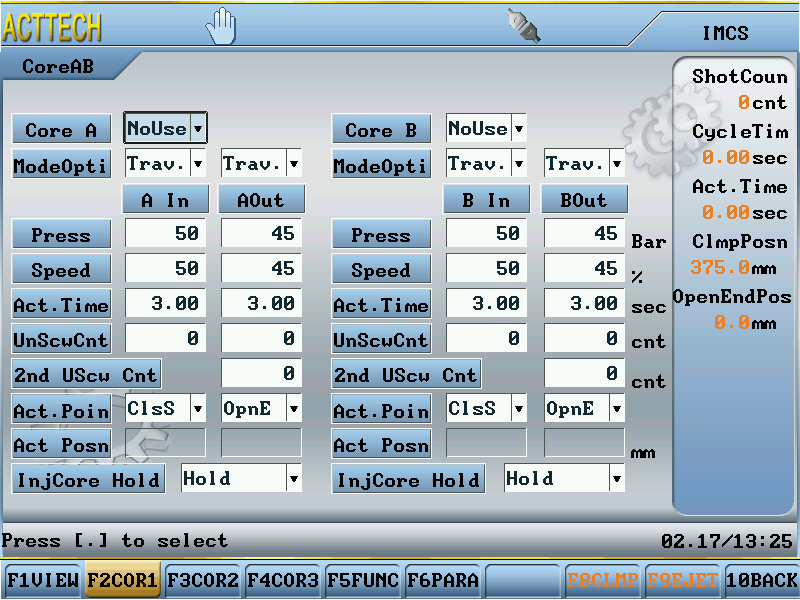 ACTTECH IMCS
CoreAB
ShotCoun
0cnt
CycleTim
0.00sec
Act.Time
0.00sec
ClmpPosn
375.0mm
OpenEndPos
0.0mm
Core A NoUse Core B NoUse
ModeOpti Trav. Trav. ModeOpti Trav. Trav.
A In AOut B In BOut
Press 50 45 Press 50 45 Bar
Speed 50 45 Speed 50 45 %
Act.Time 3.00 3.00 Act.Time 3.00 3.00 sec
UnScwCnt 0 0 UnScwCnt 0 0 cnt
2nd UScw Cnt 0 2nd UScw Cnt 0 cnt
Act.Poin ClsS OpnE Act.Poin ClsS OpnE
Act Posn Act Posn mm
InjCore Hold Hold InjCore Hold Hold
Press [.] to select 02.17/13:25
F1VIEW F2COR1 F3COR2 F4COR3 F5FUNC F6PARA F8CLMP F9EJET 10BACK